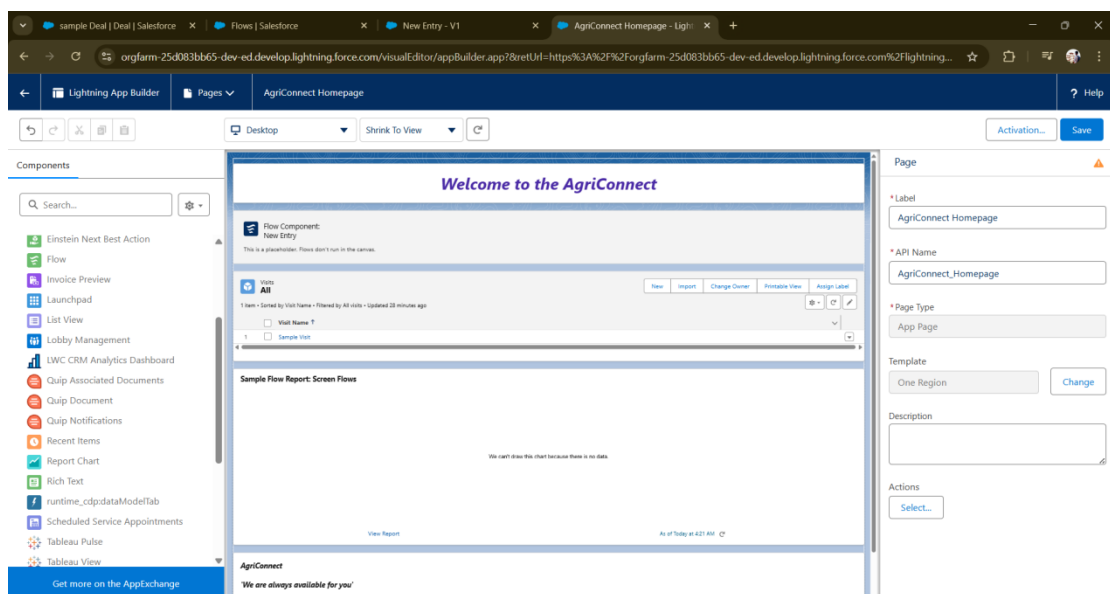 sample Deal | Deal | Salesforce
Flows | Salesforce
New Entry - V1
AgriConnect Homepage - Light
orgfarm-25d083bb65-dev-ed.develop.lightning.force.com/visualEditor/appBuilder.app?&retUrl=https%3A%2F%2Forgfarm-25d083bb65-dev-ed.develop.lightning.force.com%2Flightning...
Lightning App Builder
Pages
AgriConnect Homepage
? Help
Desktop
Shrink To View
Activation...
Save
Components
Search...
Einstein Next Best Action
Flow
Invoice Preview
Launchpad
List View
Lobby Management
LWC CRM Analytics Dashboard
Quip Associated Documents
Quip Document
Quip Notifications
Recent Items
Report Chart
Rich Text
runtime_cdp:dataModelTab
Scheduled Service Appointments
Tableau Pulse
Tableau View
Get more on the AppExchange
Welcome to the AgriConnect
Flow Component:
New Entry
This is a placeholder. Flows don't run in the canvas.
Visits
All
New Import Change Owner Printable View Assign Label
1 item • Sorted by Visit Name • Filtered by All visits • Updated 28 minutes ago
Visit Name ↑
1 Sample Visit
Sample Flow Report: Screen Flows
We can't draw this chart because there is no data.
View Report
As of Today at 4:21 AM
AgriConnect
'We are always available for you'
Page
* Label
AgriConnect Homepage
* API Name
AgriConnect_Homepage
* Page Type
App Page
Template
One Region
Change
Description
Actions
Select...